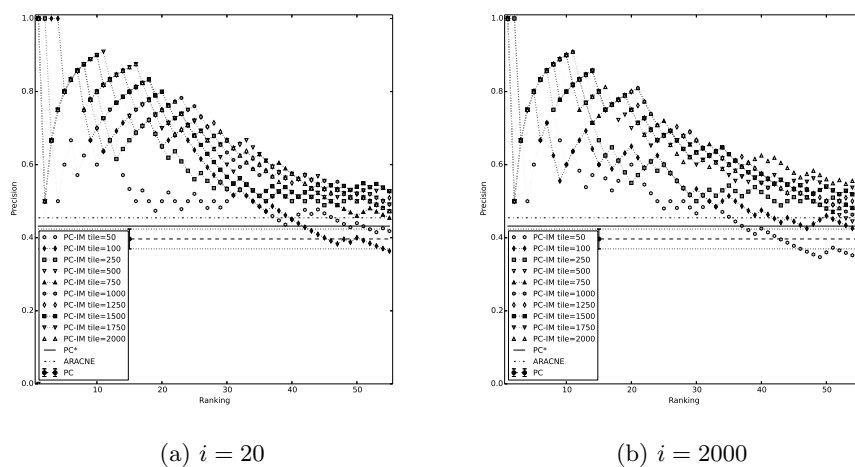 1.0
0.8
0.6
0.4
0.2
0.0
Precision
10
20
30
40
50
Ranking
PC-IM tile=50
PC-IM tile=100
PC-IM tile=250
PC-IM tile=500
PC-IM tile=750
PC-IM tile=1000
PC-IM tile=1250
PC-IM tile=1500
PC-IM tile=1750
PC-IM tile=2000
PC*
ARACNE
PC
(a) i = 20
1.0
0.8
0.6
0.4
0.2
0.0
Precision
10
20
30
40
50
Ranking
PC-IM tile=50
PC-IM tile=100
PC-IM tile=250
PC-IM tile=500
PC-IM tile=750
PC-IM tile=1000
PC-IM tile=1250
PC-IM tile=1500
PC-IM tile=1750
PC-IM tile=2000
PC*
ARACNE
PC
(b) i = 2000